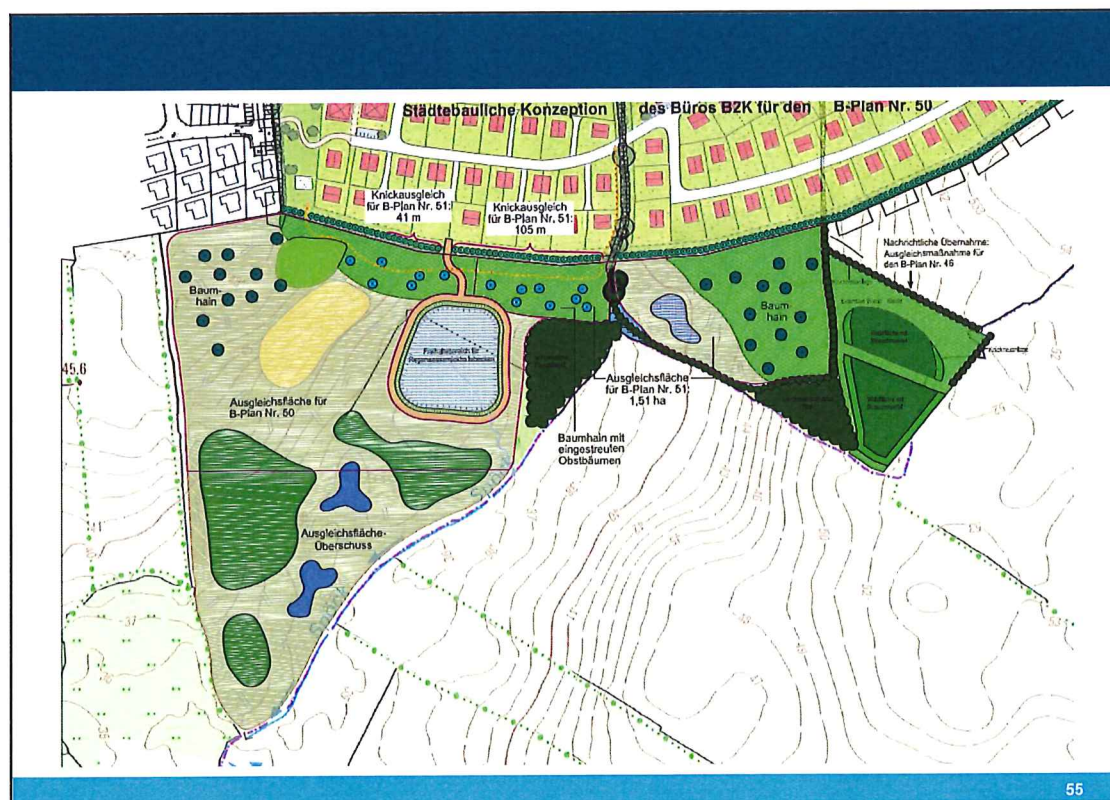 Städtebauliche Konzeption des Büros B2K für den B-Plan Nr. 50
Knickausgleich
für B-Plan Nr. 51:
41 m
Knickausgleich
für B-Plan Nr. 51:
105 m
Nachrichtliche Übernahme:
Ausgleichsmaßnahme für
den B-Plan Nr. 46
Baum-
hain
Baum-
hain
45.6
Ausgleichsfläche für
B-Plan Nr. 50
Ausgleichsfläche
für B-Plan Nr. 51:
1,51 ha
Baumhain mit
eingestreuten
Obstbäumen
Ausgleichsfläche-
Überschuss
55